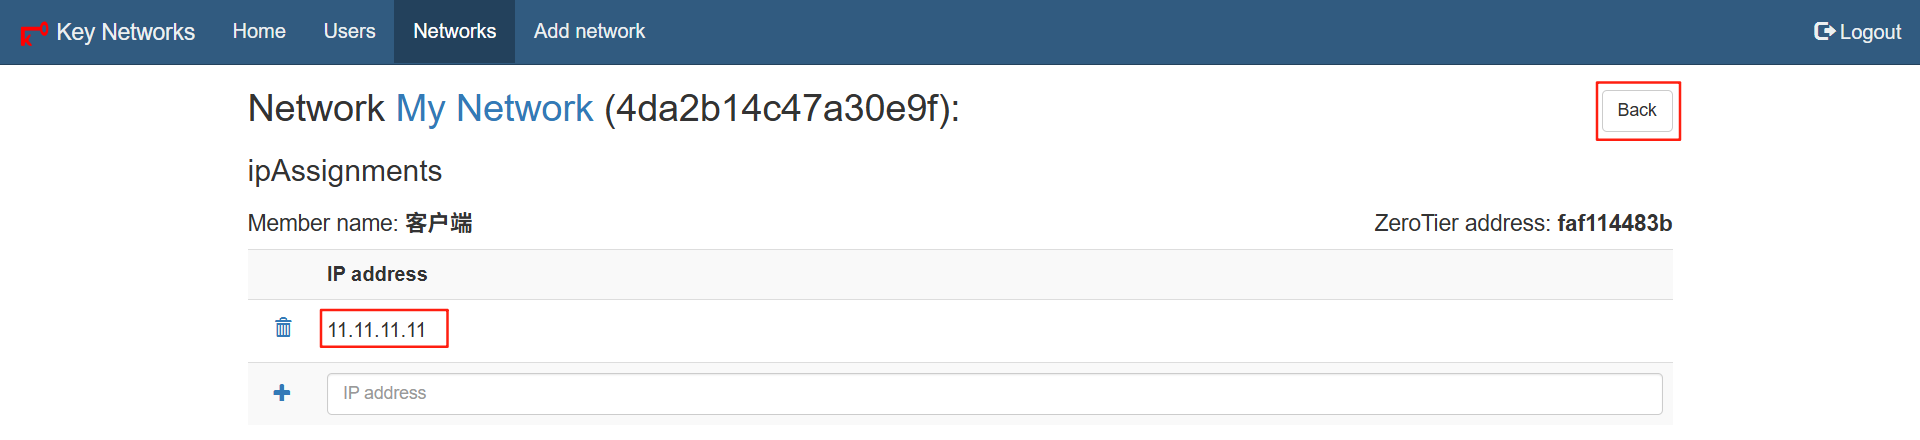 Key Networks Home Users Networks Add network Logout
Network My Network (4da2b14c47a30e9f): Back
ipAssignments
Member name: 客户端 ZeroTier address: faf114483b
IP address
11.11.11.11
IP address